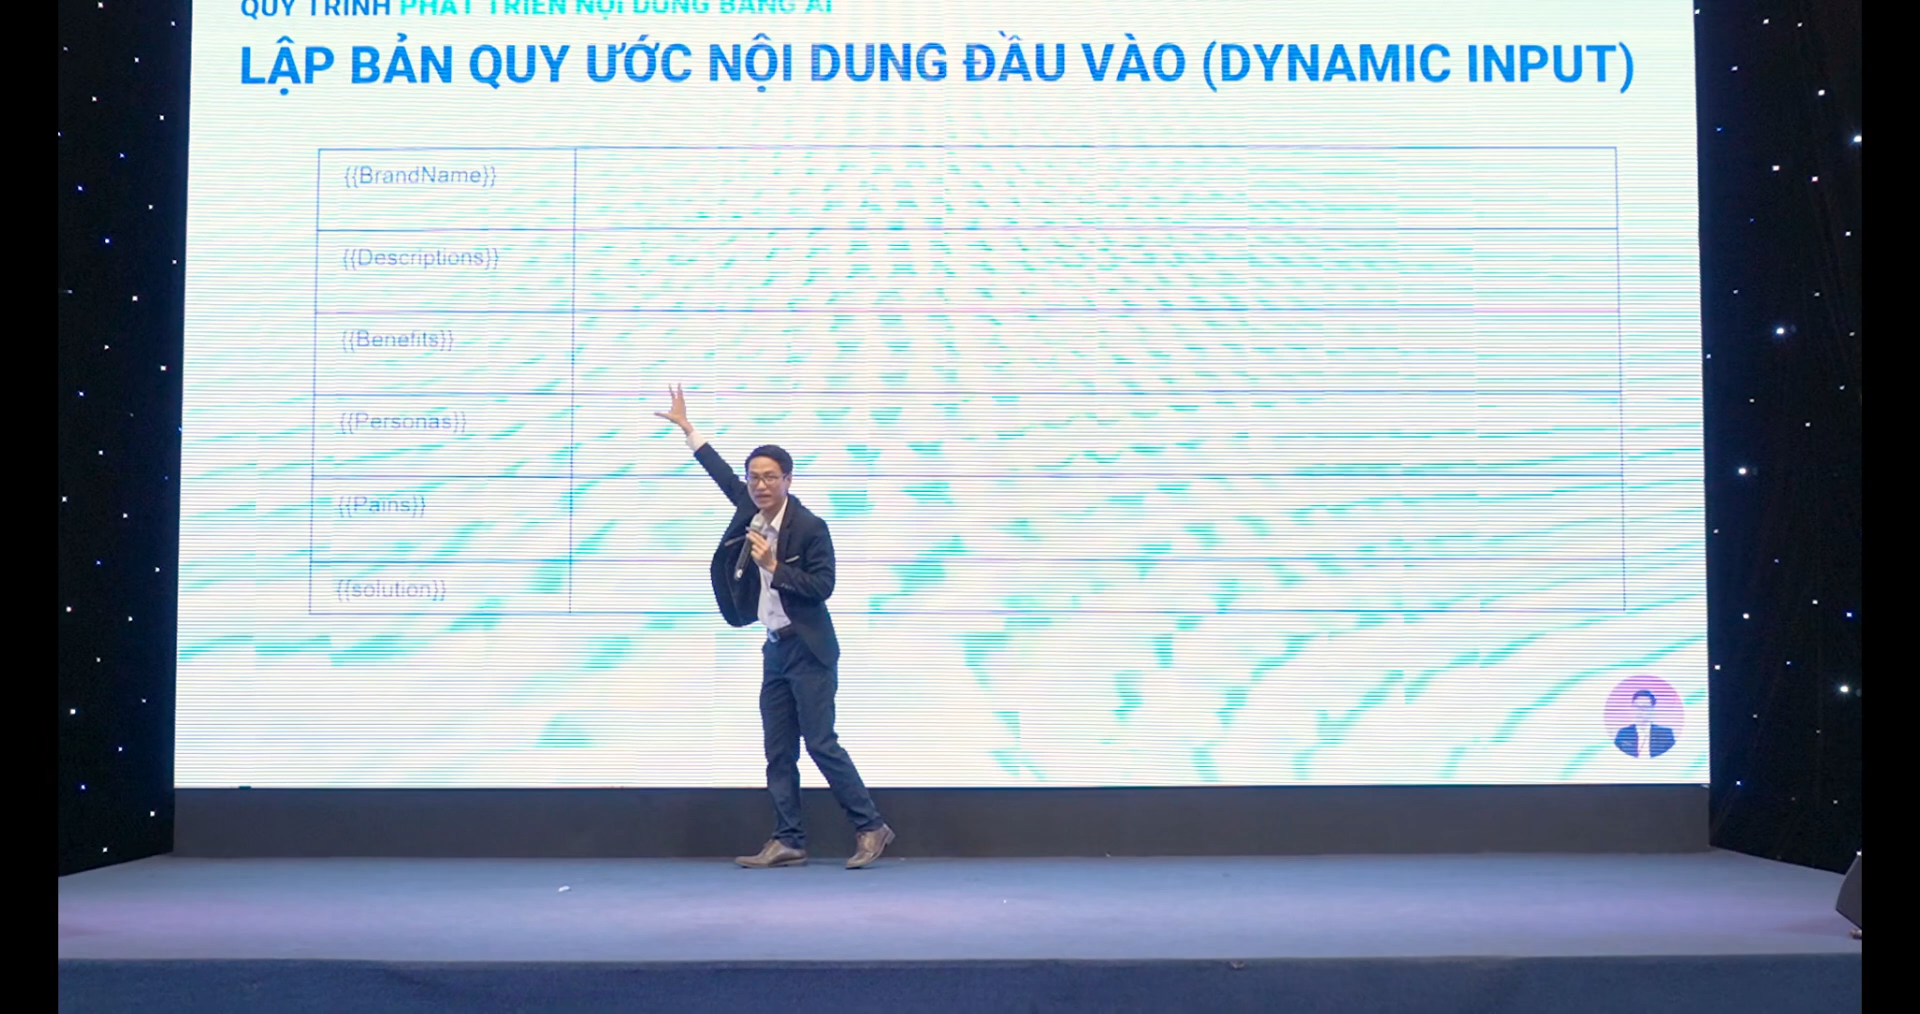 QUY TRÌNH PHÁT TRIỂN NỘI DUNG BẰNG AI
LẬP BẢN QUY ƯỚC NỘI DUNG ĐẦU VÀO (DYNAMIC INPUT)
{{BrandName}}
{{Descriptions}}
{{Benefits}}
{{Personas}}
{{Pains}}
{{solution}}